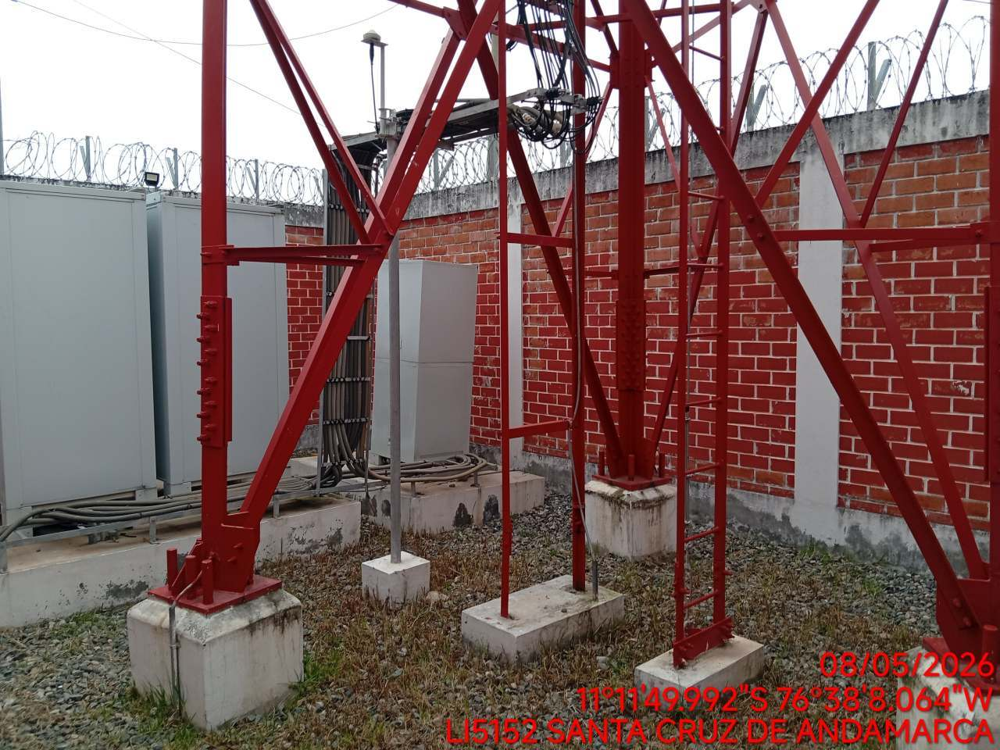 08/05/2026
11°11'49.992"S 76°38'8.064"W
LI5152 SANTA CRUZ DE ANDAMARCA